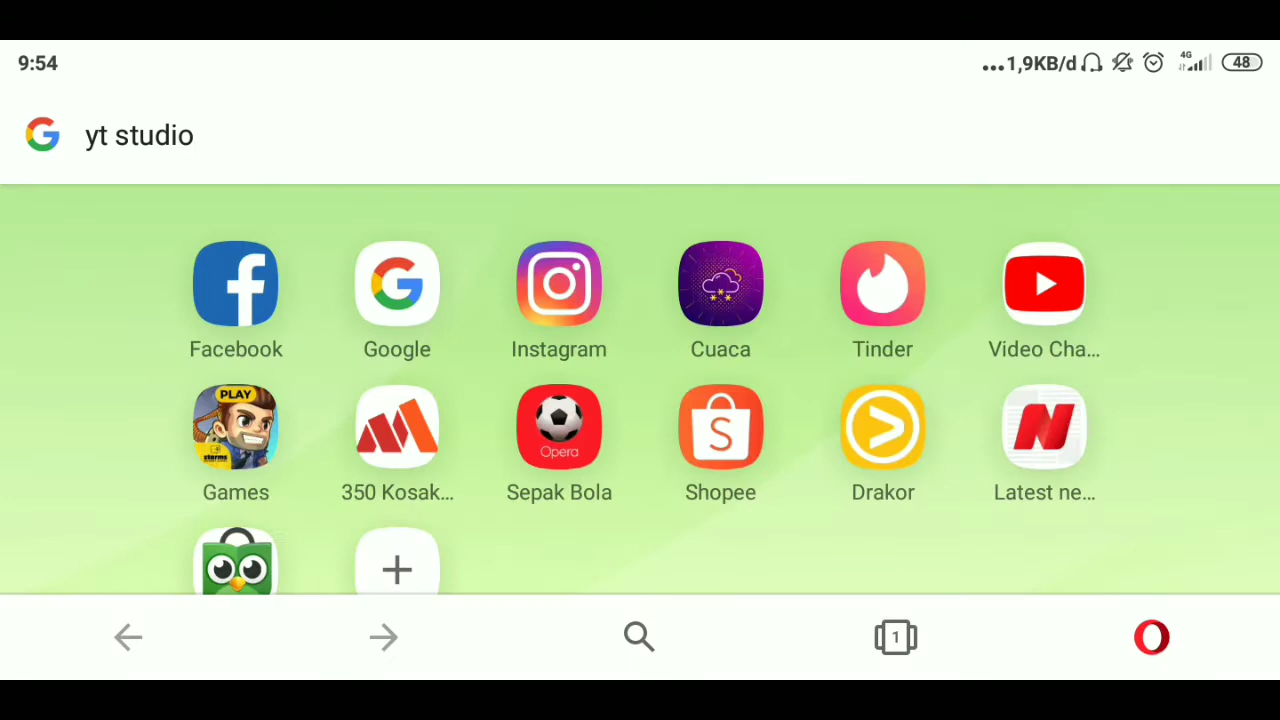 9:54
...1,9KB/d 4G 48
yt studio
Facebook Google Instagram Cuaca Tinder Video Cha...
PLAY
Opera
S
Games 350 Kosak... Sepak Bola Shopee Drakor Latest ne...
1